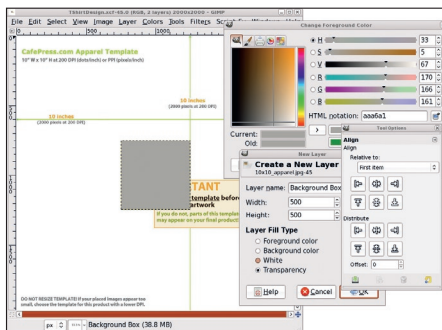 TShirtDesign.xcf-45.0 (RGB, 2 layers) 2000x2000 - GIMP
File Edit Select View Image Layer Colors Tools Filters
CafePress.com Apparel Template
10" W x 10" H at 200 DPI (dots/inch) or PPI (pixels/inch)
10 inches
(2000 pixels at 200 DPI)
10 inches
(2000 pixels at 200 DPI)
TANT
template before
artwork
If you do not, parts of this template
may appear on your final product
DO NOT RESIZE TEMPLATE! If your placed images appear too
small, choose the template for this product with a lower DPI.
px Background Box (38.8 MB)
Change Foreground Color
H 33
S 5
V 67
R 170
G 166
B 161
HTML notation: aaa6a1
Current:
Old:
New Layer
Create a New Layer
10x10_apparel.jpg-45
Layer name: Background Box
Width: 500
Height: 500
Layer Fill Type
Foreground color
Background color
White
Transparency
Help Cancel OK
Tool Options
Align
Align
Relative to:
First item
Distribute
Offset: 0